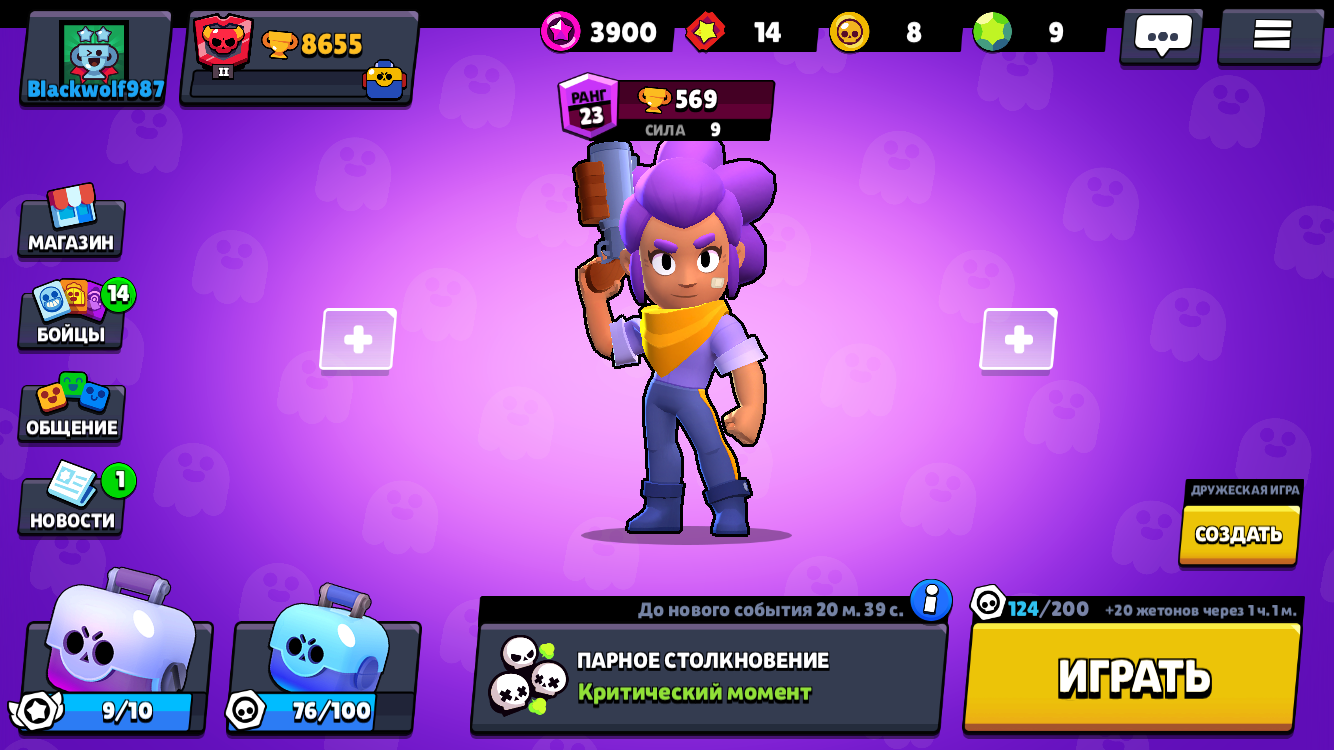 Blackwolf987
II
8655
3900
14
8
9
РАНГ
23
569
СИЛА 9
МАГАЗИН
14
БОЙЦЫ
ОБЩЕНИЕ
1
НОВОСТИ
ДРУЖЕСКАЯ ИГРА
СОЗДАТЬ
9/10
76/100
До нового события 20 м. 39 с.
i
ПАРНОЕ СТОЛКНОВЕНИЕ
Критический момент
124/200
+20 жетонов через 1 ч. 1 м.
ИГРАТЬ